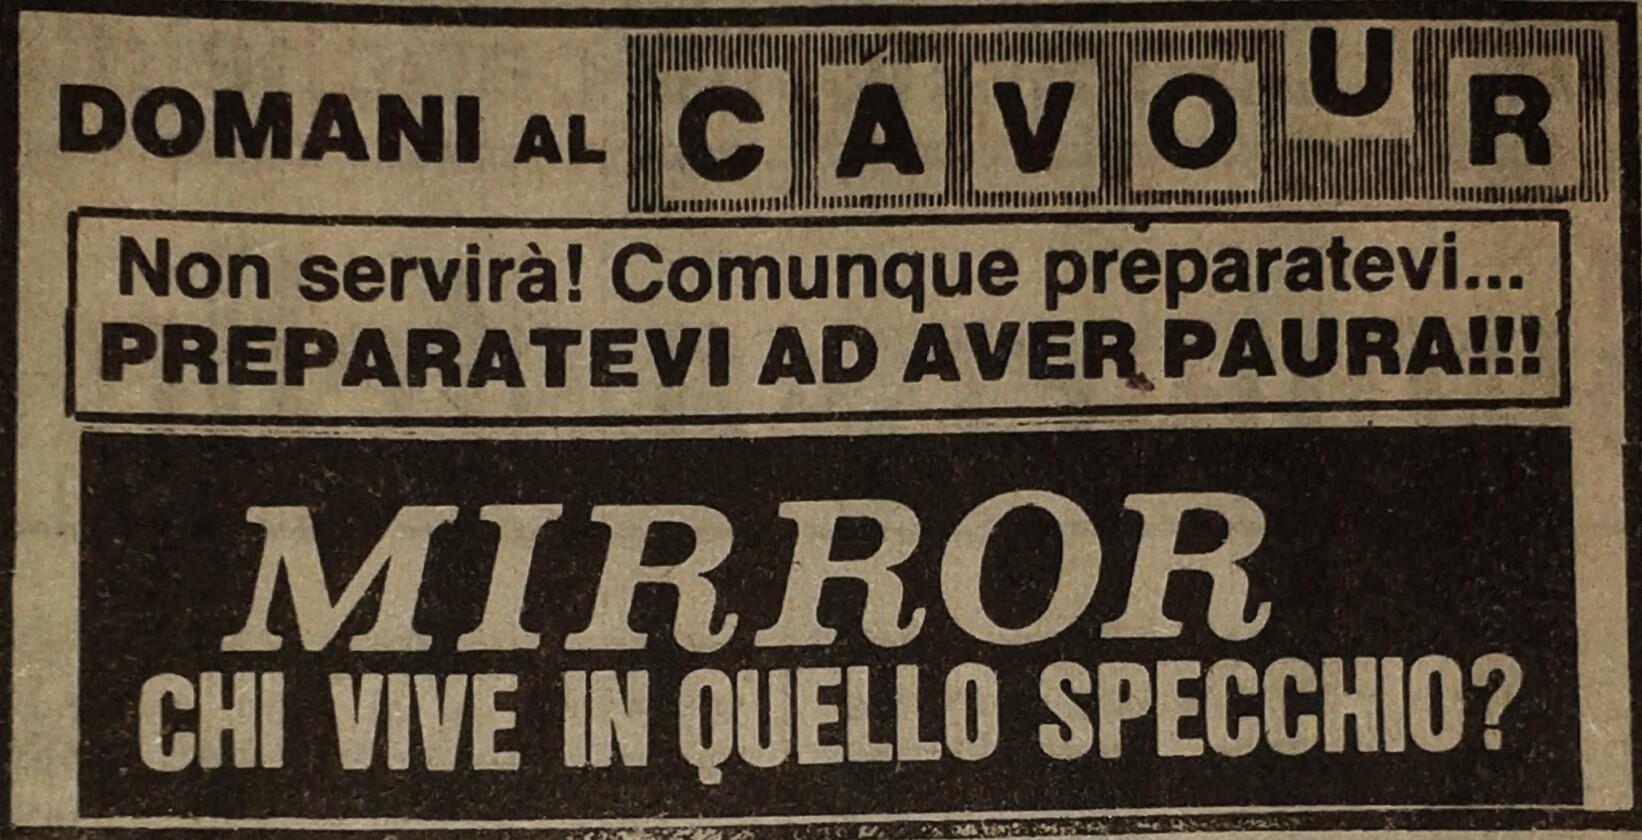 DOMANI AL CAVOUR
Non servirà! Comunque preparatevi...
PREPARATEVI AD AVER PAURA!!!
MIRROR
CHI VIVE IN QUELLO SPECCHIO?